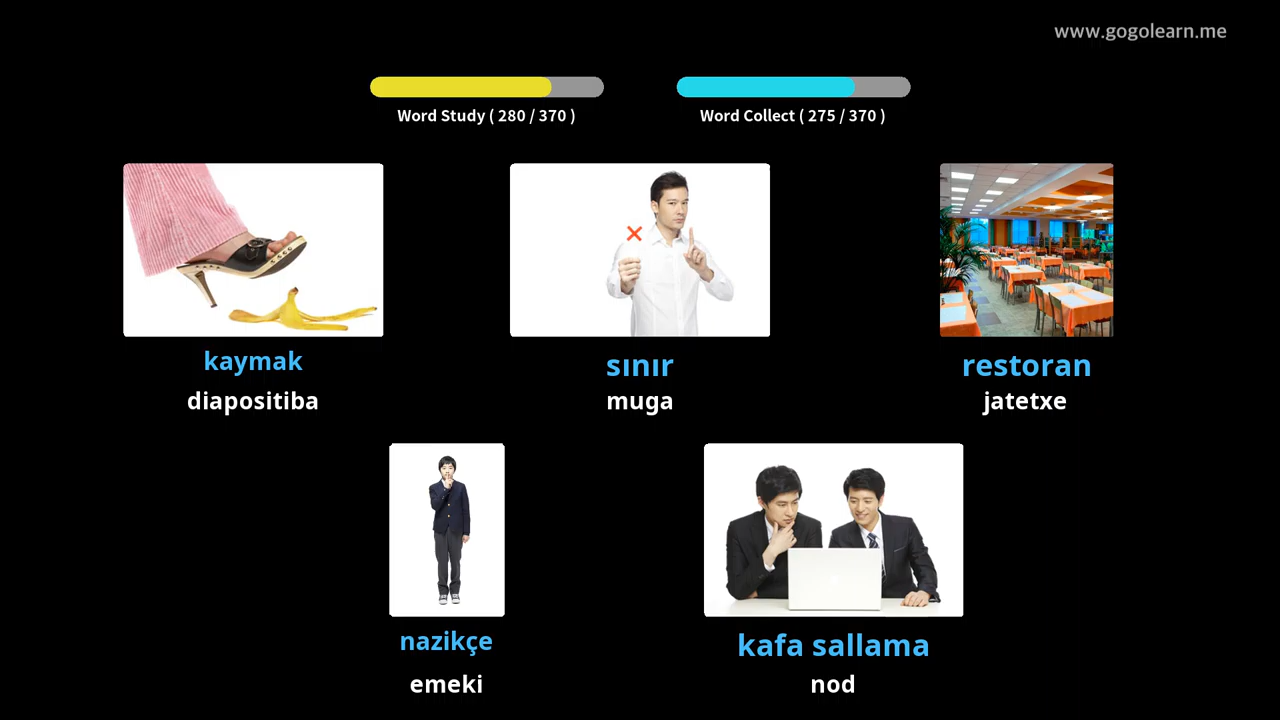 www.gogolearn.me
Word Study ( 280 / 370 )
Word Collect ( 275 / 370 )
kaymak
diapositiba
sınır
muga
restoran
jatetxe
nazikçe
emeki
kafa sallama
nod